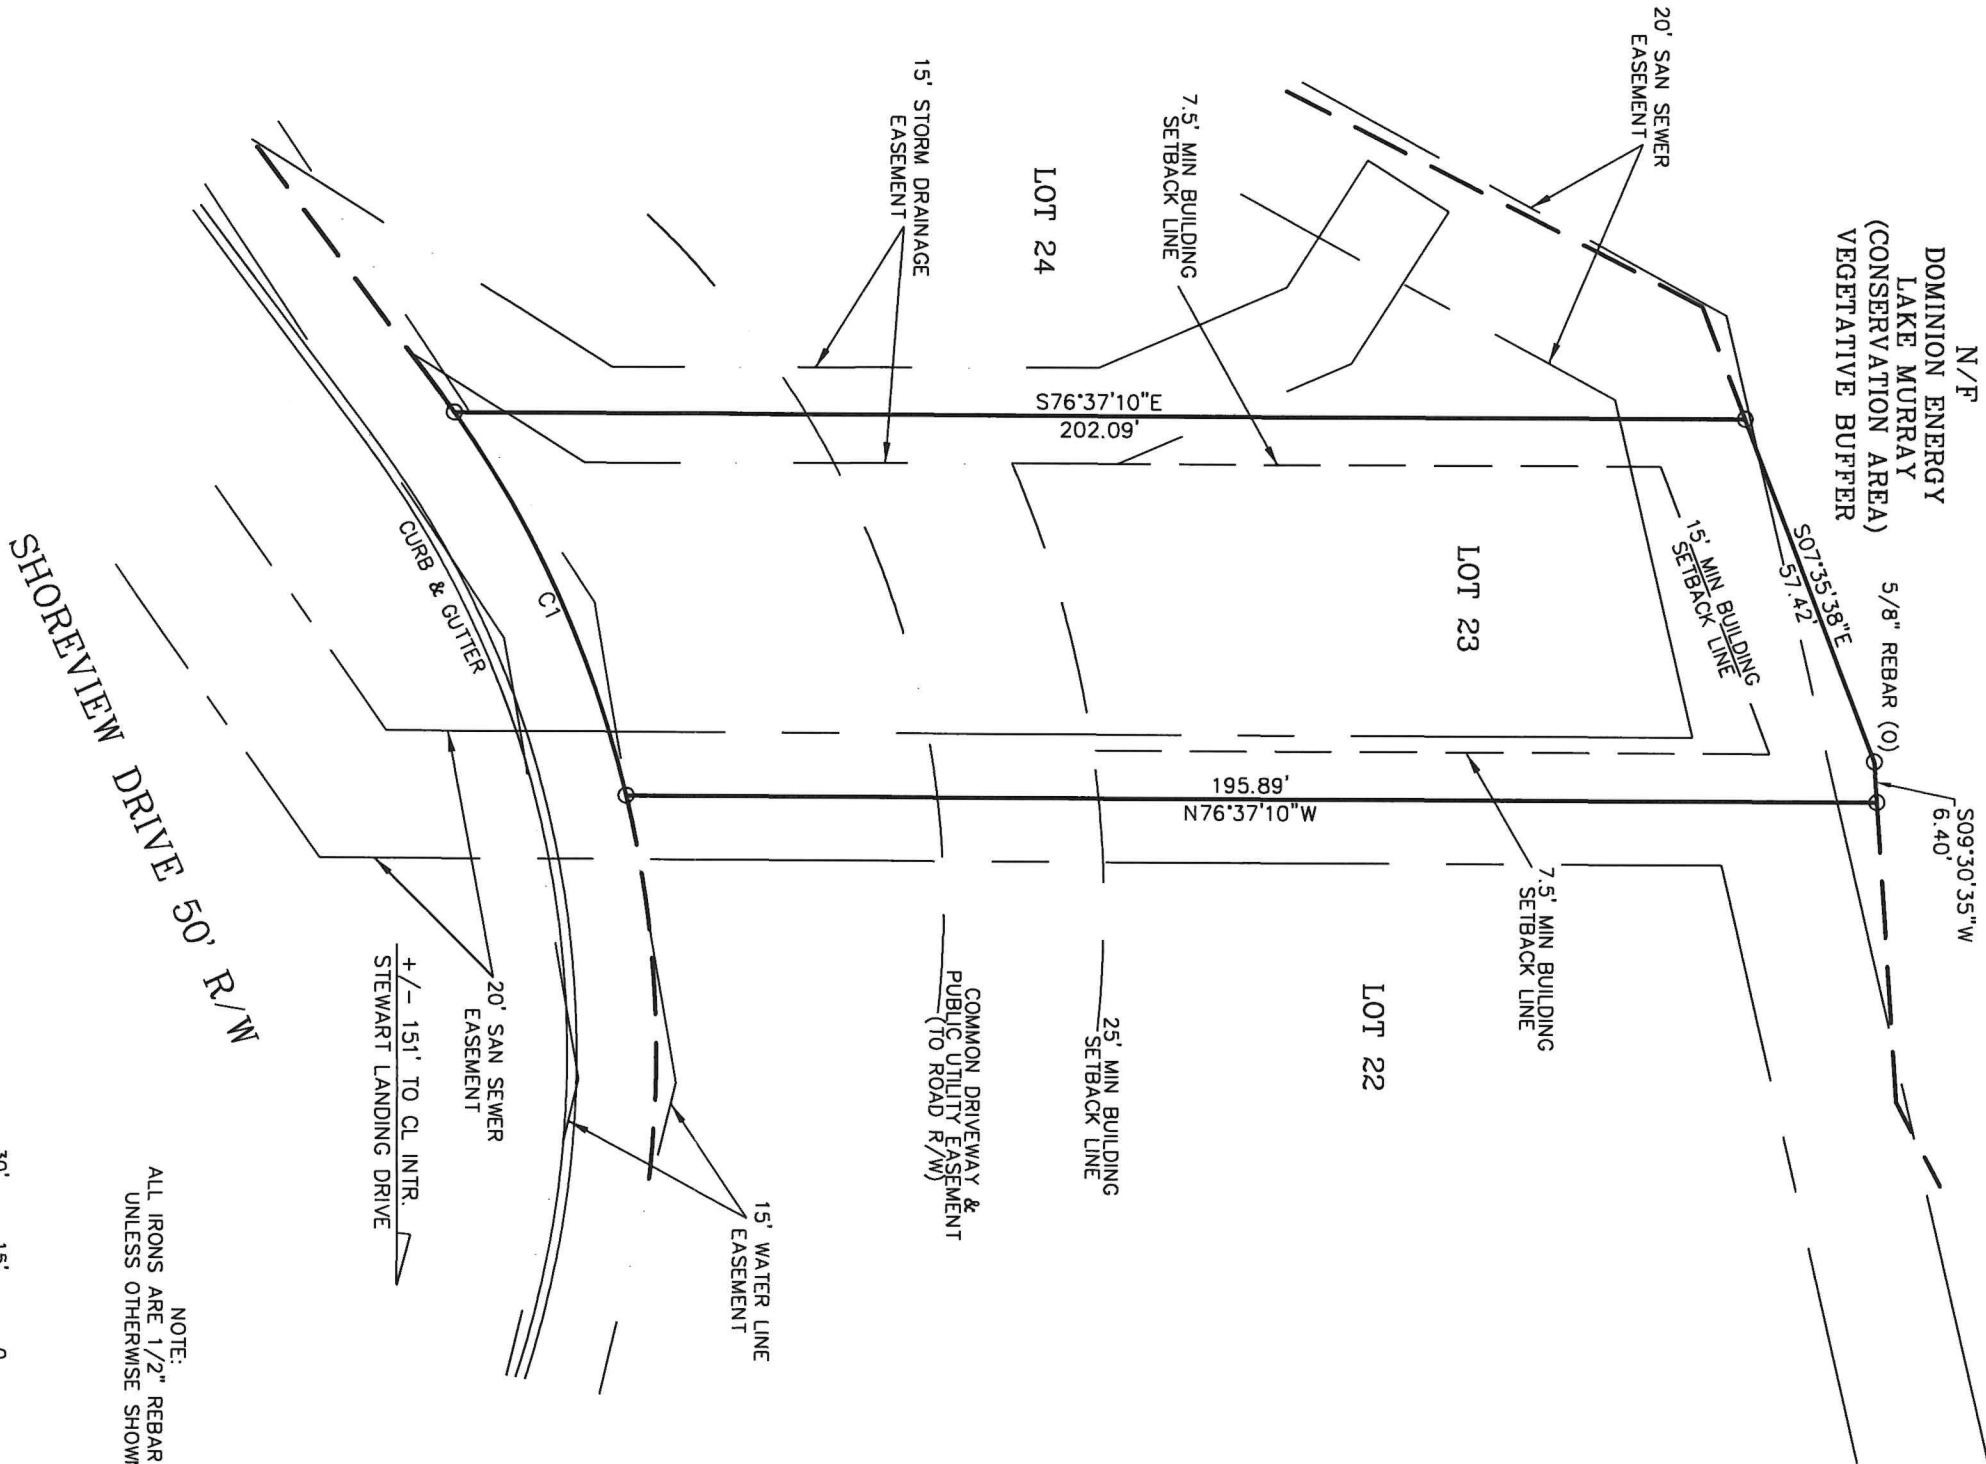 N/F
DOMINION ENERGY
LAKE MURRAY
(CONSERVATION AREA)
VEGETATIVE BUFFER
5/8" REBAR (O)
S09°30'35"W
6.40'
S07°35'38"E
57.42'
20' SAN SEWER
EASEMENT
15' MIN BUILDING
SETBACK LINE
7.5' MIN BUILDING
SETBACK LINE
LOT 24
LOT 23
LOT 22
7.5' MIN BUILDING
SETBACK LINE
15' STORM DRAINAGE
EASEMENT
S76°37'10"E
202.09'
195.89'
N76°37'10"W
25' MIN BUILDING
SETBACK LINE
COMMON DRIVEWAY &
PUBLIC UTILITY EASEMENT
(TO ROAD R/W)
15' WATER LINE
EASEMENT
C1
CURB & GUTTER
20' SAN SEWER
EASEMENT
+/- 151' TO CL INTR.
STEWART LANDING DRIVE
SHOREVIEW DRIVE 50' R/W
NOTE:
ALL IRONS ARE 1/2" REBAR
UNLESS OTHERWISE SHOWN